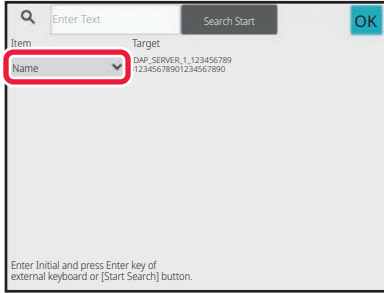 Enter Text
Search Start
OK
Item
Target
Name
DAP_SERVER_1_123456789
012345678901234567890
Enter Initial and press Enter key of
external keyboard or [Start Search] button.